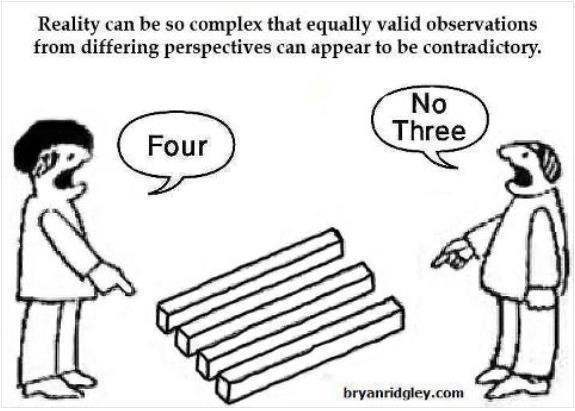 Reality can be so complex that equally valid observations
from differing perspectives can appear to be contradictory.
Four
No
Three
bryanridgley.com